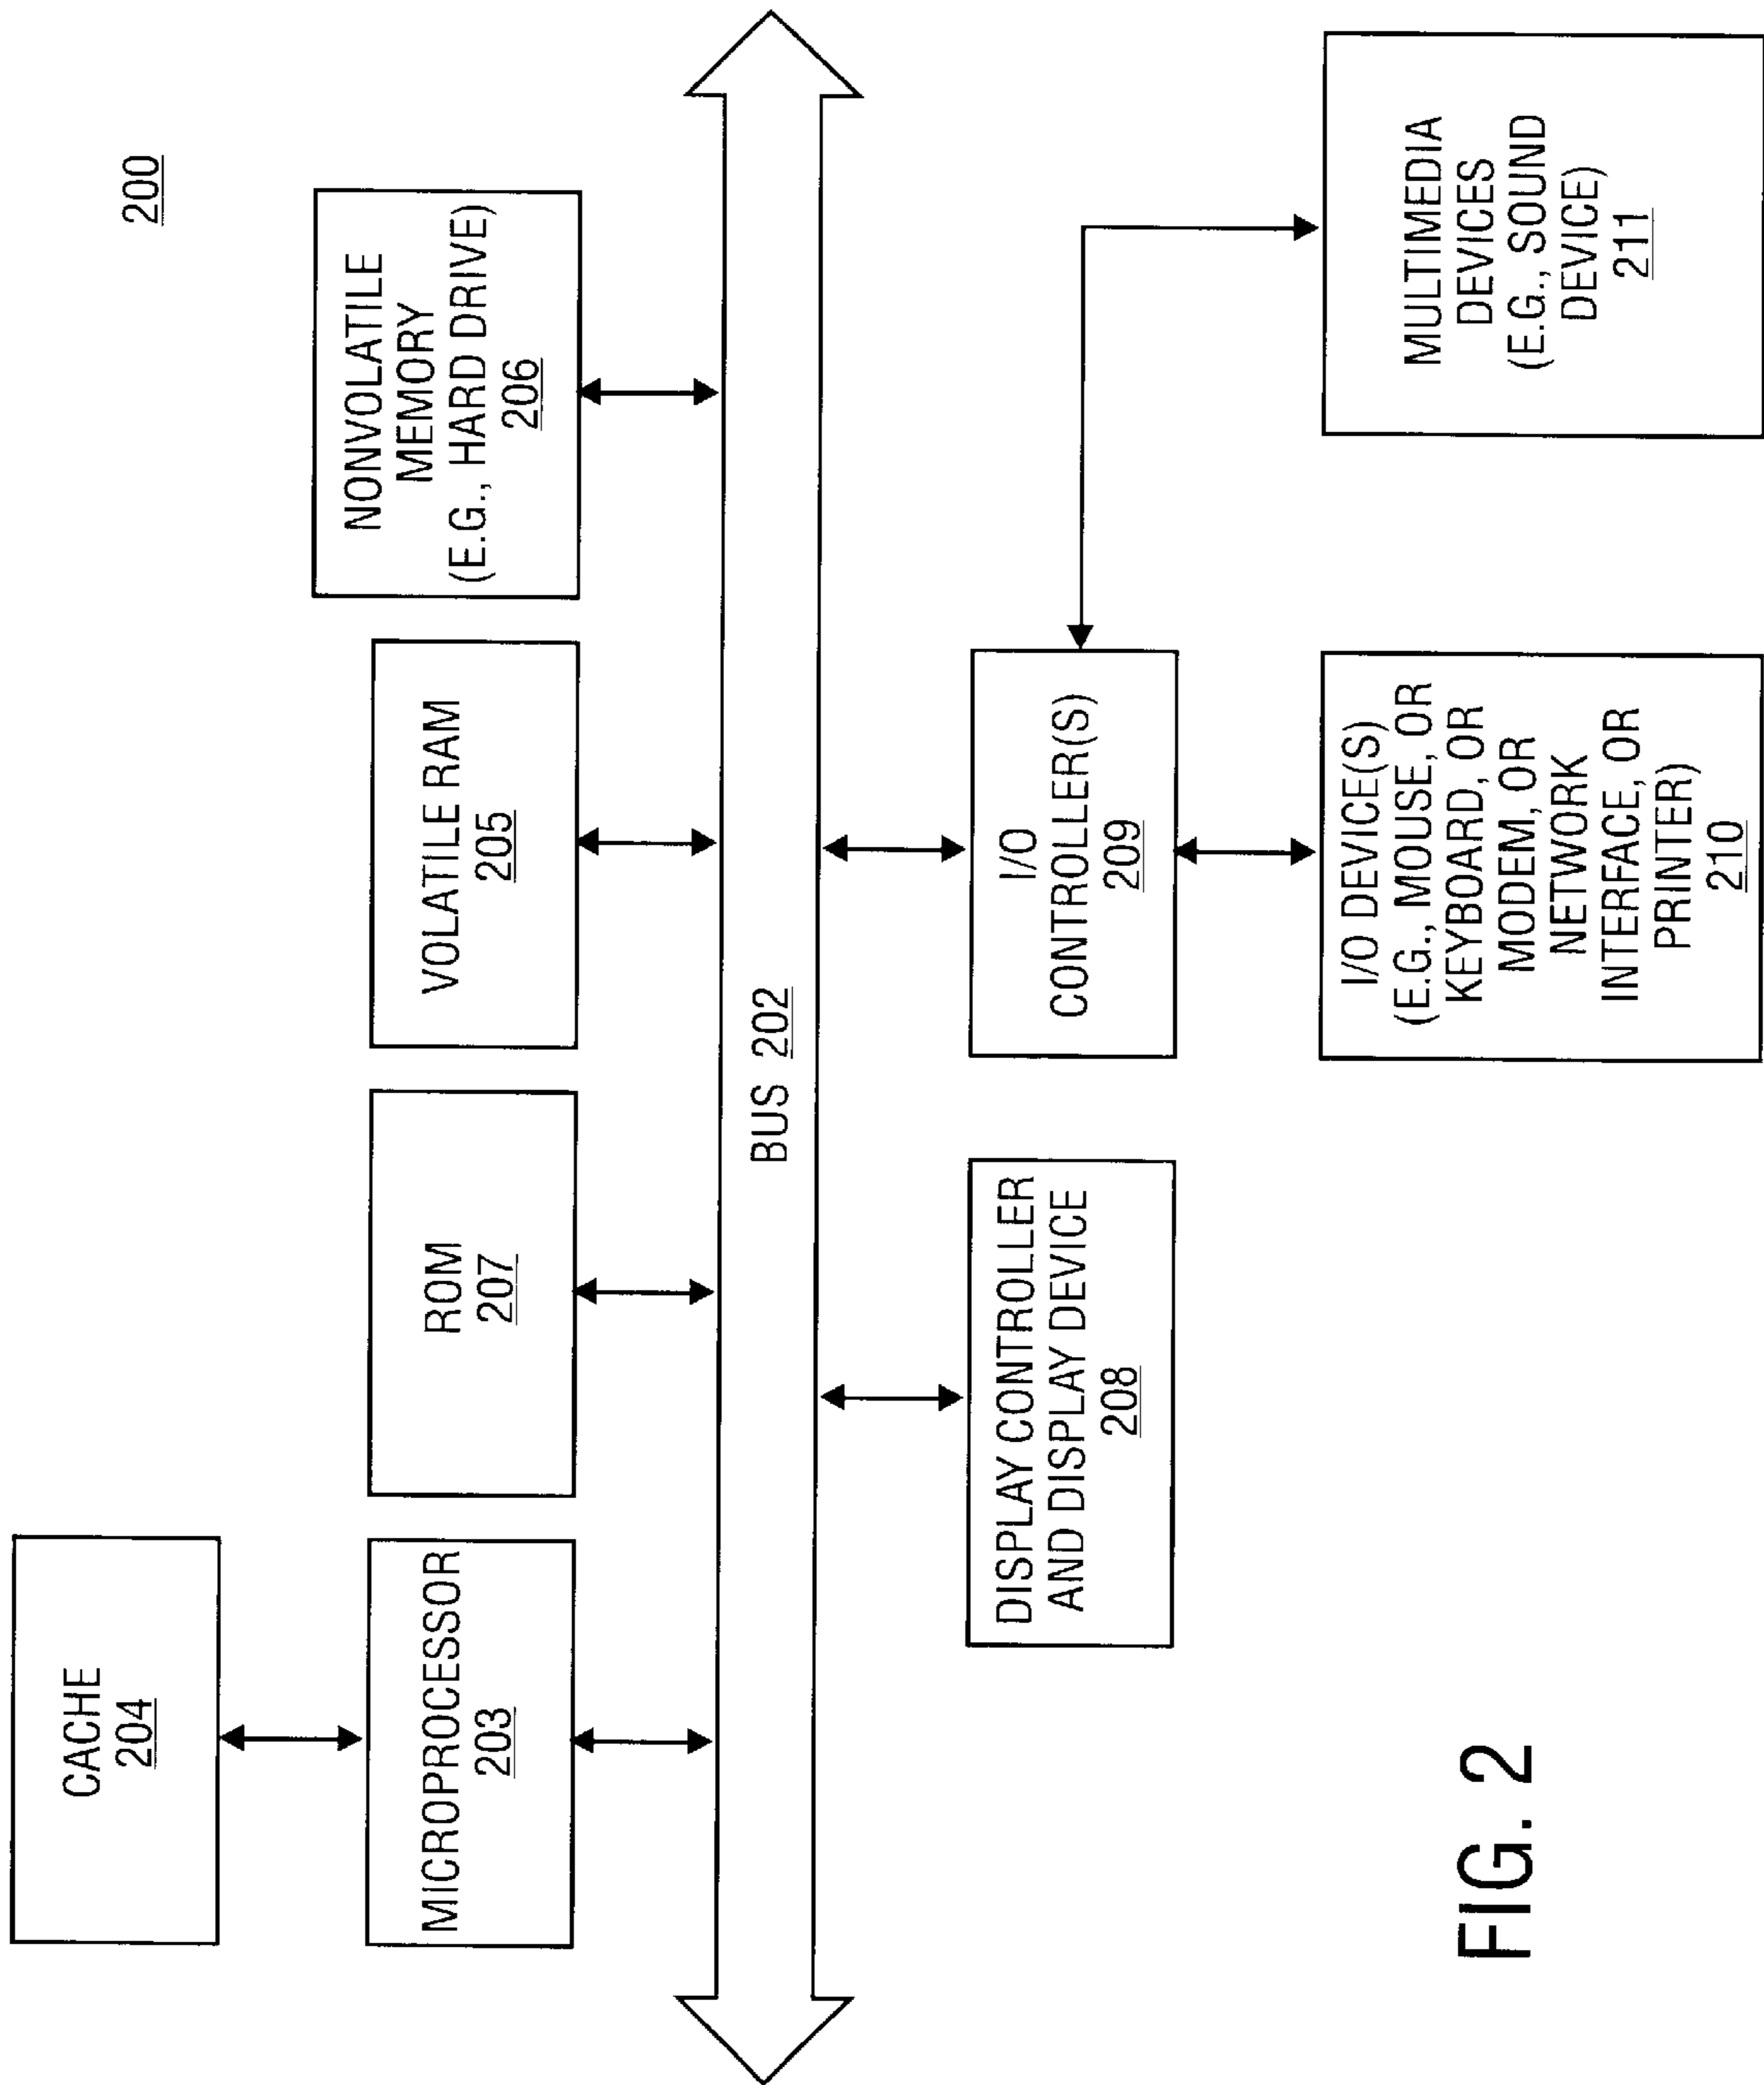 200
CACHE
204
MICROPROCESSOR
203
ROM
207
VOLATILE RAM
205
NONVOLATILE
MEMORY
(E.G., HARD DRIVE)
206
BUS 202
DISPLAY CONTROLLER
AND DISPLAY DEVICE
208
I/O
CONTROLLER(S)
209
I/O DEVICE(S)
(E.G., MOUSE, OR
KEYBOARD, OR
MODEM, OR
NETWORK
INTERFACE, OR
PRINTER)
210
MULTIMEDIA
DEVICES
(E.G., SOUND
DEVICE)
211
FIG. 2